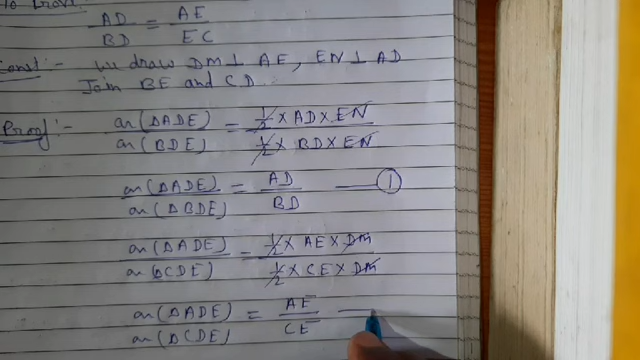 To Prove
AD/BD = AE/EC
Const :- We draw DM ⊥ AE, EN ⊥ AD
Join BE and CD.
Proof :- ar(ΔADE)/ar(BDE) = ½ × AD × EN / ½ × BD × EN
ar(ΔADE)/ar(ΔBDE) = AD/BD —— ①
ar(ΔADE)/ar(ΔCDE) = ½ × AE × DM / ½ × CE × DM
ar(ΔADE)/ar(ΔCDE) = AE/CE ——